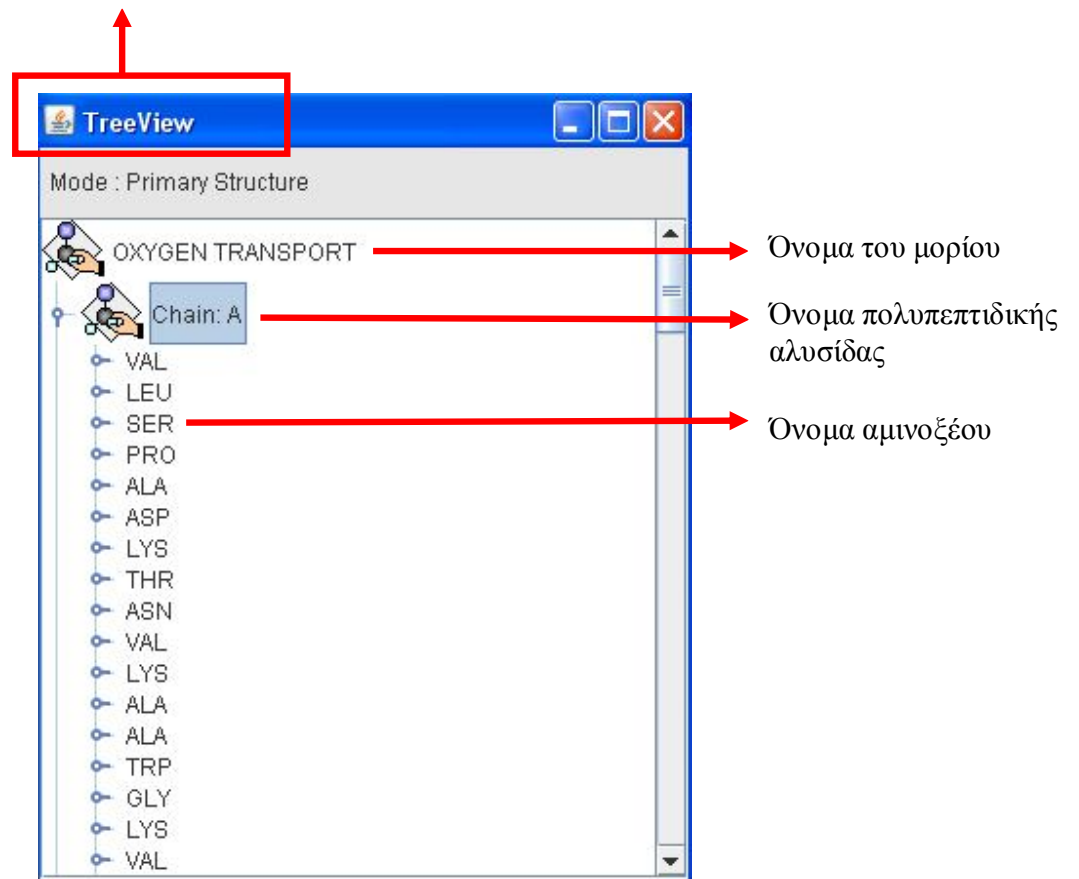 TreeView
Mode : Primary Structure
OXYGEN TRANSPORT
Όνομα του μορίου
Chain: A
Όνομα πολυπεπτιδικής
αλυσίδας
VAL
LEU
SER
Όνομα αμινοξέου
PRO
ALA
ASP
LYS
THR
ASN
VAL
LYS
ALA
ALA
TRP
GLY
LYS
VAL